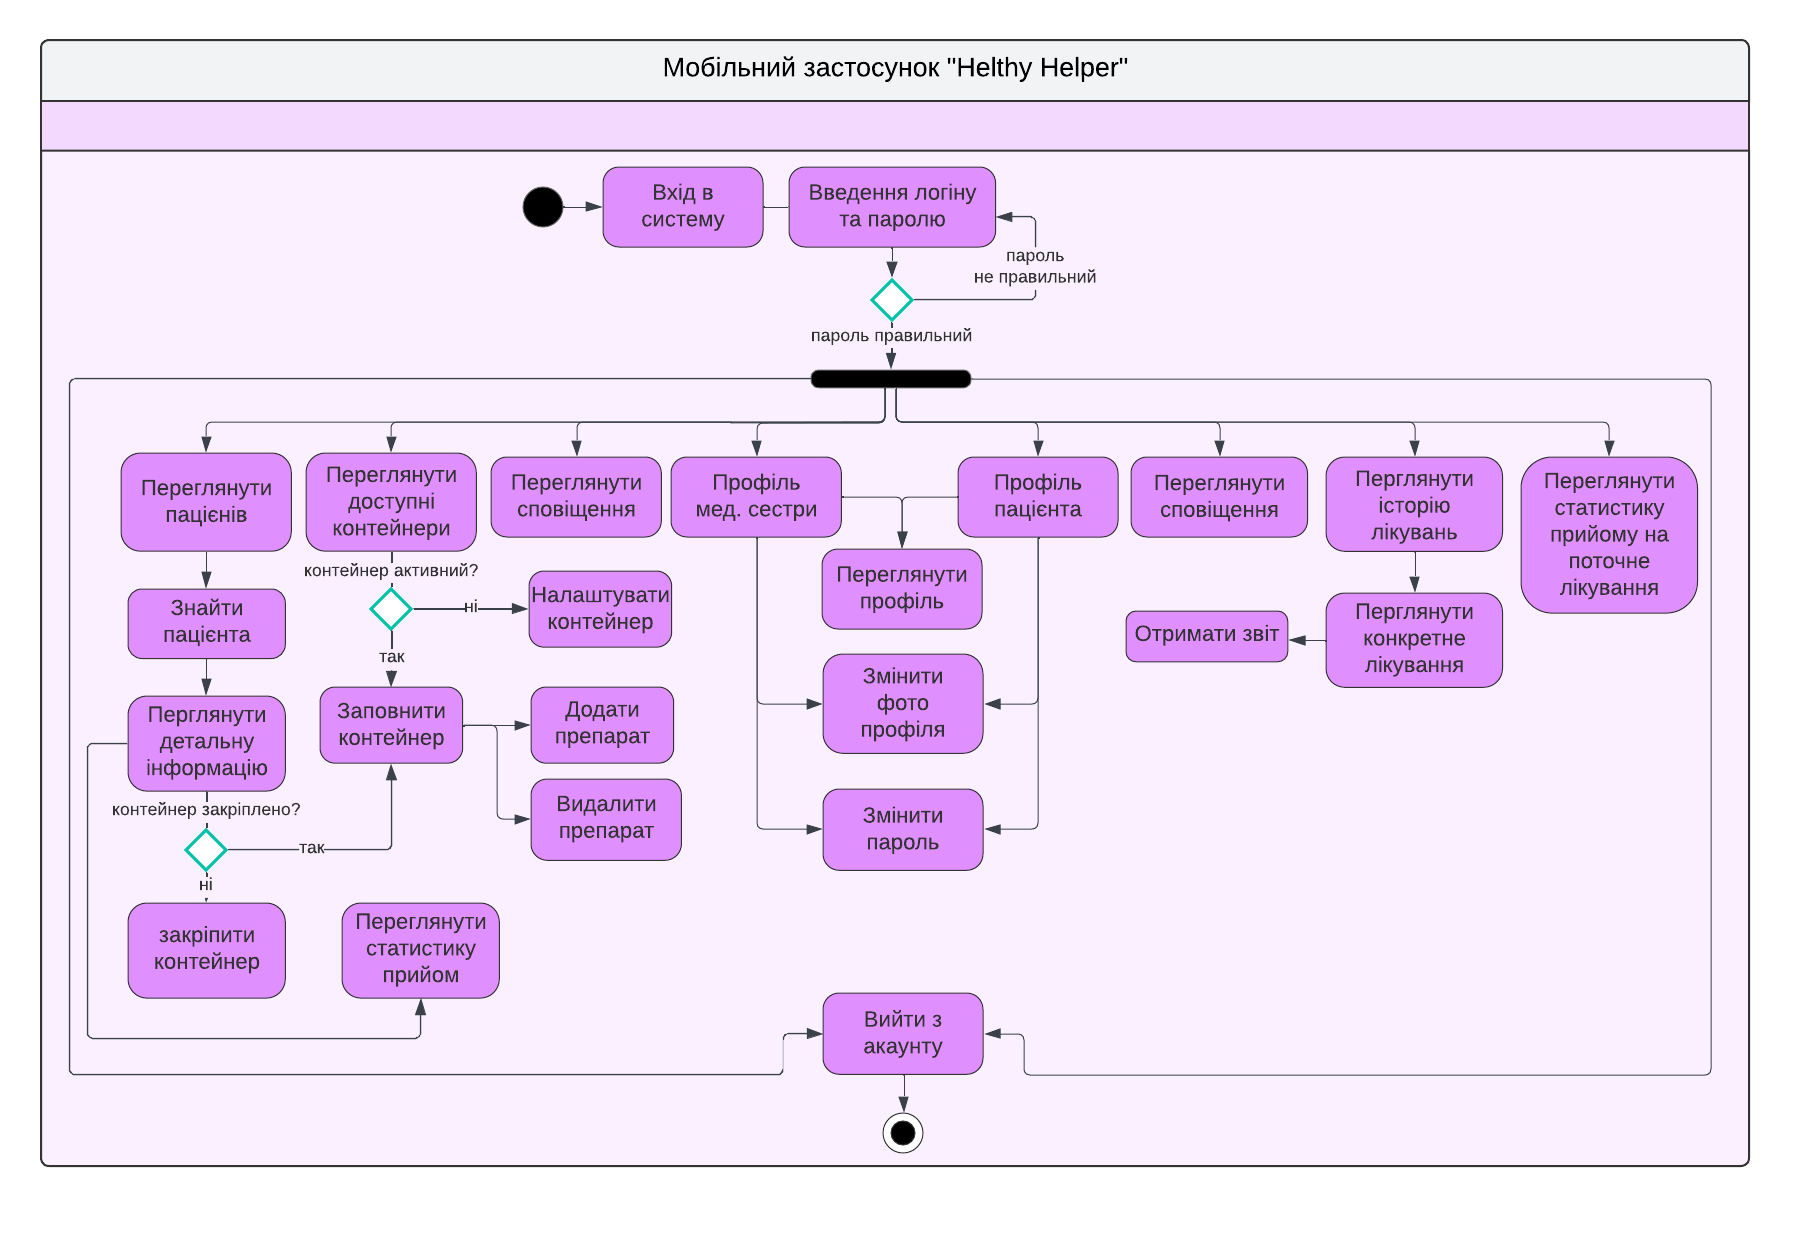 Мобільний застосунок "Helthy Helper"
Вхід в
систему
Введення логіну
та паролю
пароль
не правильний
пароль правильний
Переглянути
пацієнів
Переглянути
доступні
контейнери
Переглянути
сповіщення
Профіль
мед. сестри
Профіль
пацієнта
Переглянути
сповіщення
Перглянути
історію
лікувань
Переглянути
статистику
прийому на
поточне
лікування
контейнер активний?
ні
Налаштувати
контейнер
Переглянути
профіль
Знайти
пацієнта
Отримати звіт
Перглянути
конкретне
лікування
так
Перглянути
детальну
інформацію
Заповнити
контейнер
Додати
препарат
Змінити
фото
профіля
Видалити
препарат
Змінити
пароль
контейнер закріплено?
так
ні
закріпити
контейнер
Переглянути
статистику
прийом
Вийти з
акаунту